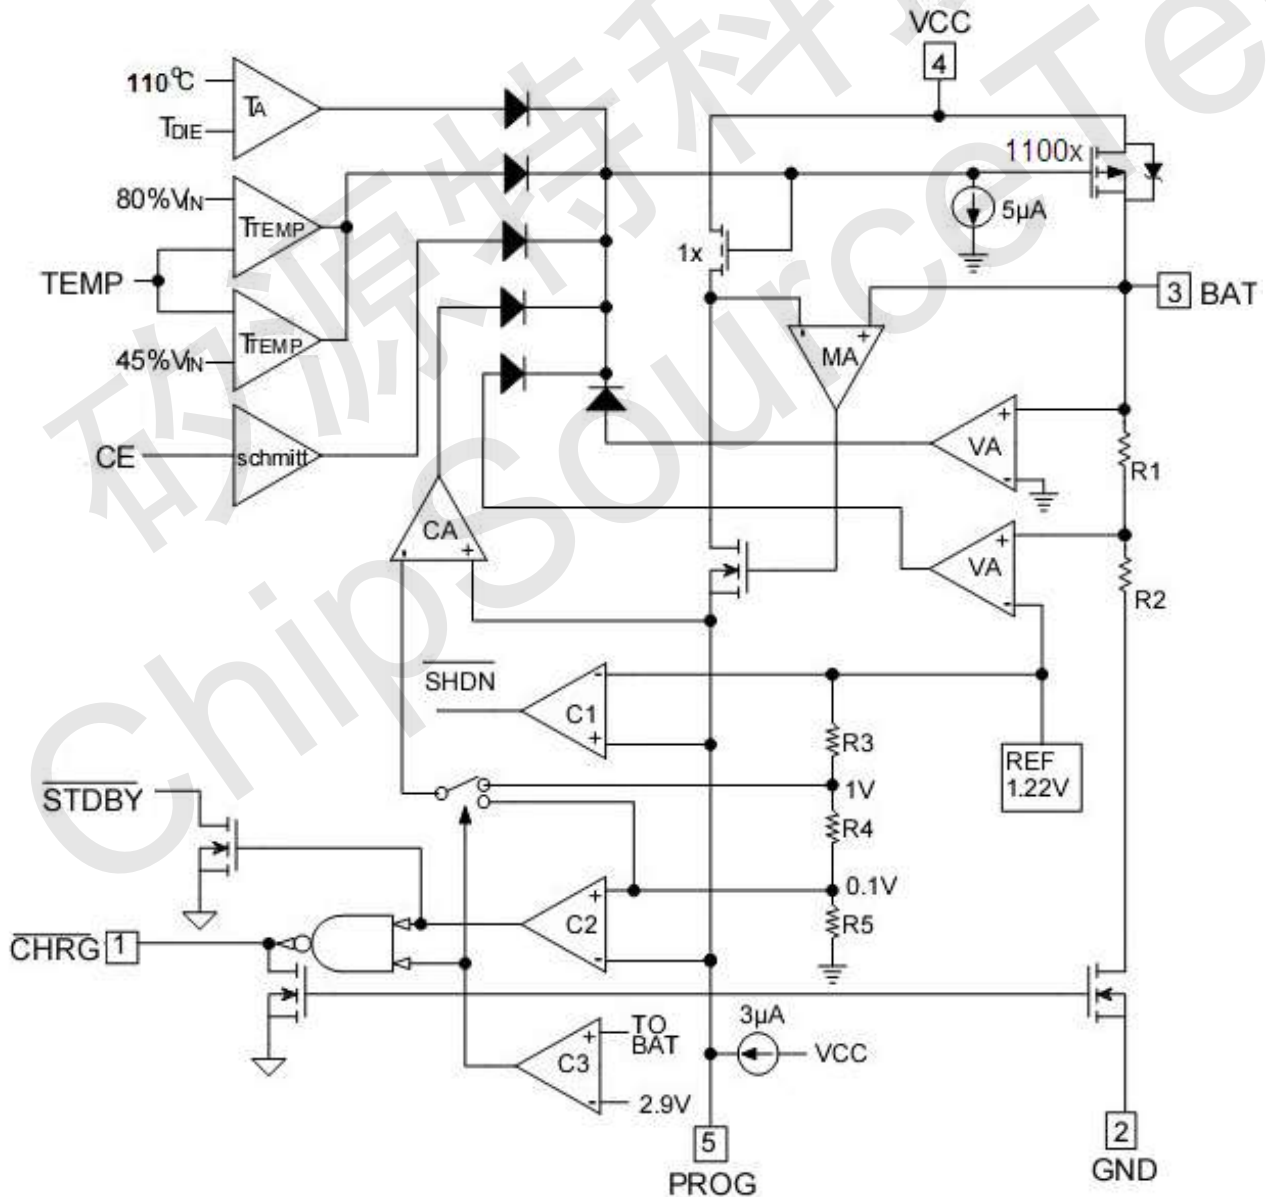 矽源特科
ChipSourceTe
VCC
4
110°C
TDIE
TA
1100x
80%VIN
TTEMP
5μA
1x
TEMP
3 BAT
TTEMP
45%VIN
MA
+
CE
schmitt
VA
+
-
R1
CA
+
VA
+
-
R2
SHDN
C1
-
+
R3
REF
1.22V
1V
STDBY
R4
0.1V
C2
+
-
R5
CHRG 1
3μA
VCC
TO
BAT
C3
+
-
2.9V
5
PROG
2
GND